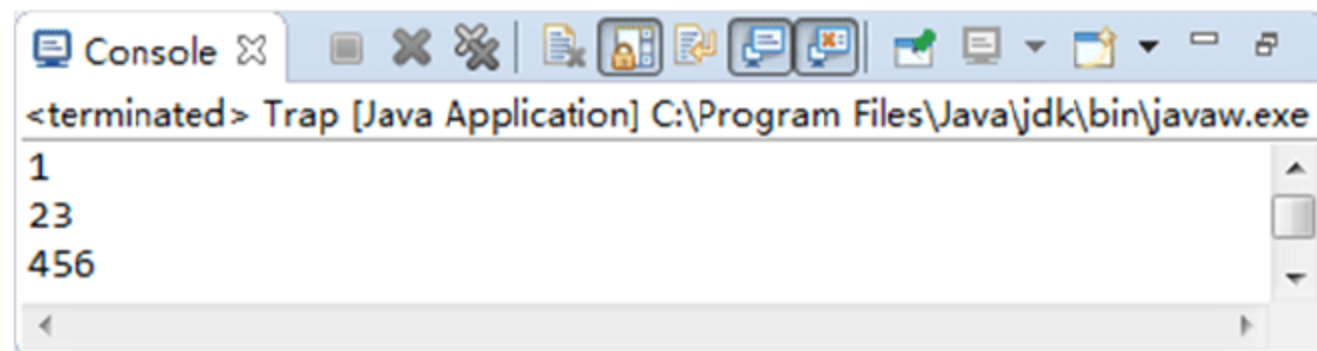 Console
<terminated> Trap [Java Application] C:\Program Files\Java\jdk\bin\javaw.exe
1
23
456